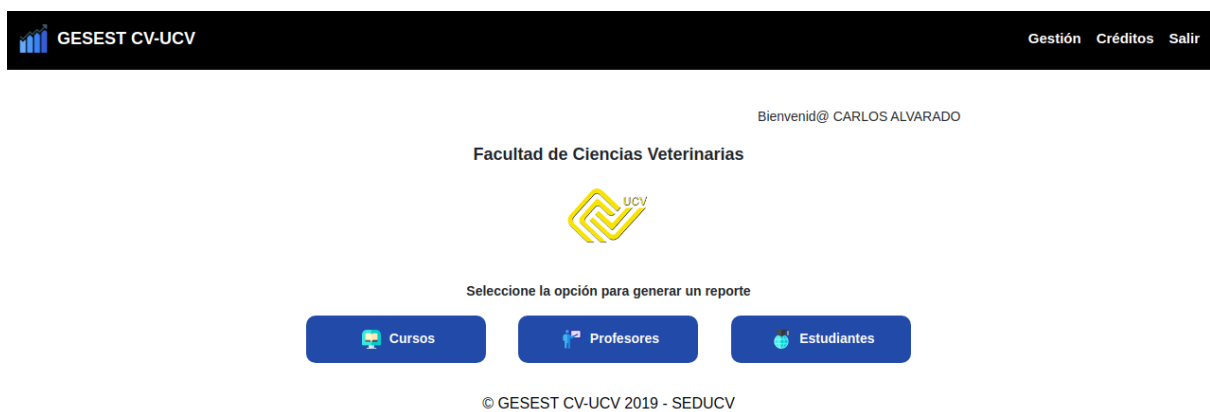 GESEST CV-UCV Gestión Créditos Salir
Bienvenid@ CARLOS ALVARADO
Facultad de Ciencias Veterinarias
UCV
Seleccione la opción para generar un reporte
Cursos Profesores Estudiantes
© GESEST CV-UCV 2019 - SEDUCV